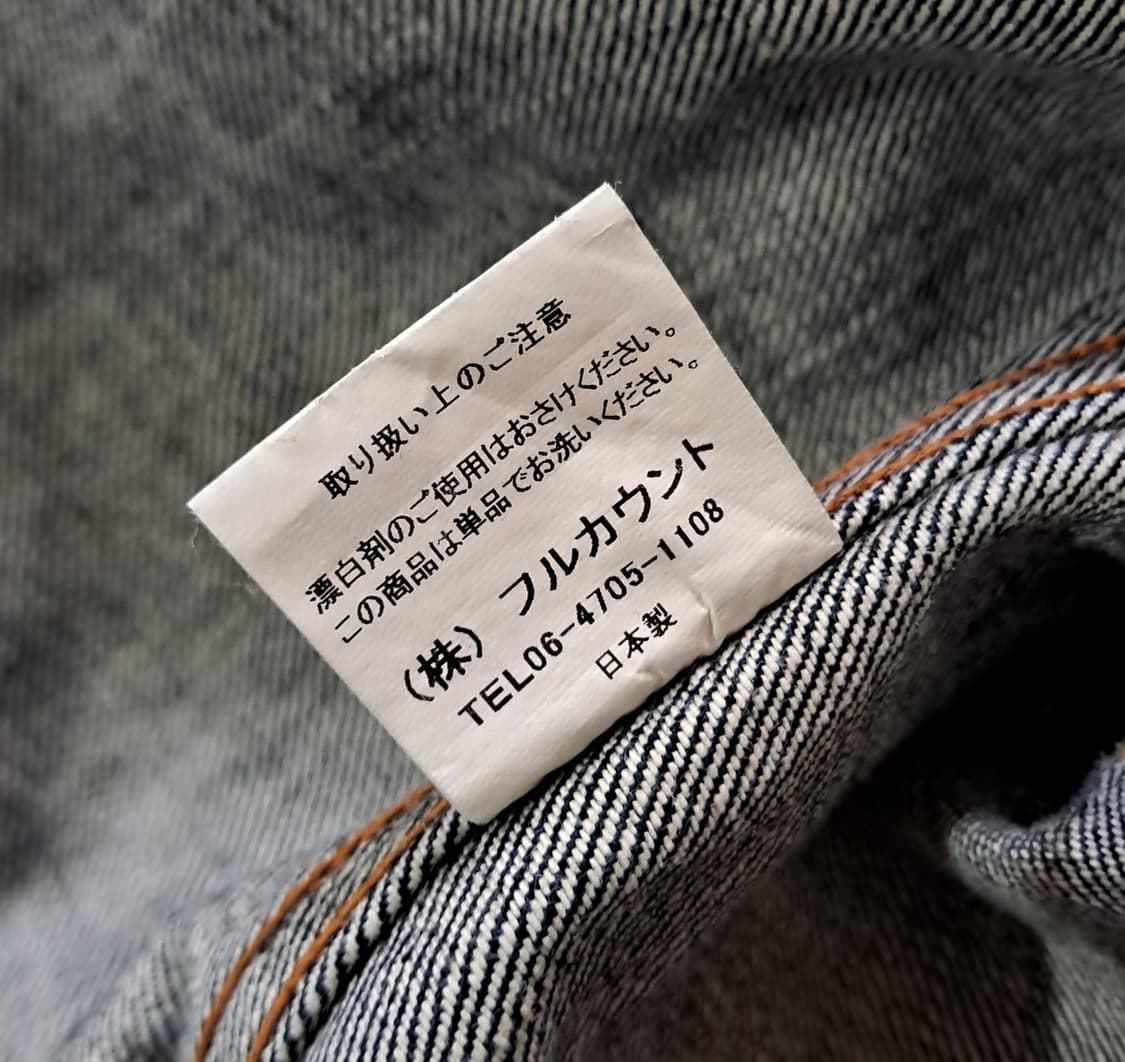 取り扱い上のご注意
漂白剤のご使用はおさけください。
この商品は単品でお洗いください。
(株) フルカウント
TEL06-4705-1108
日本製